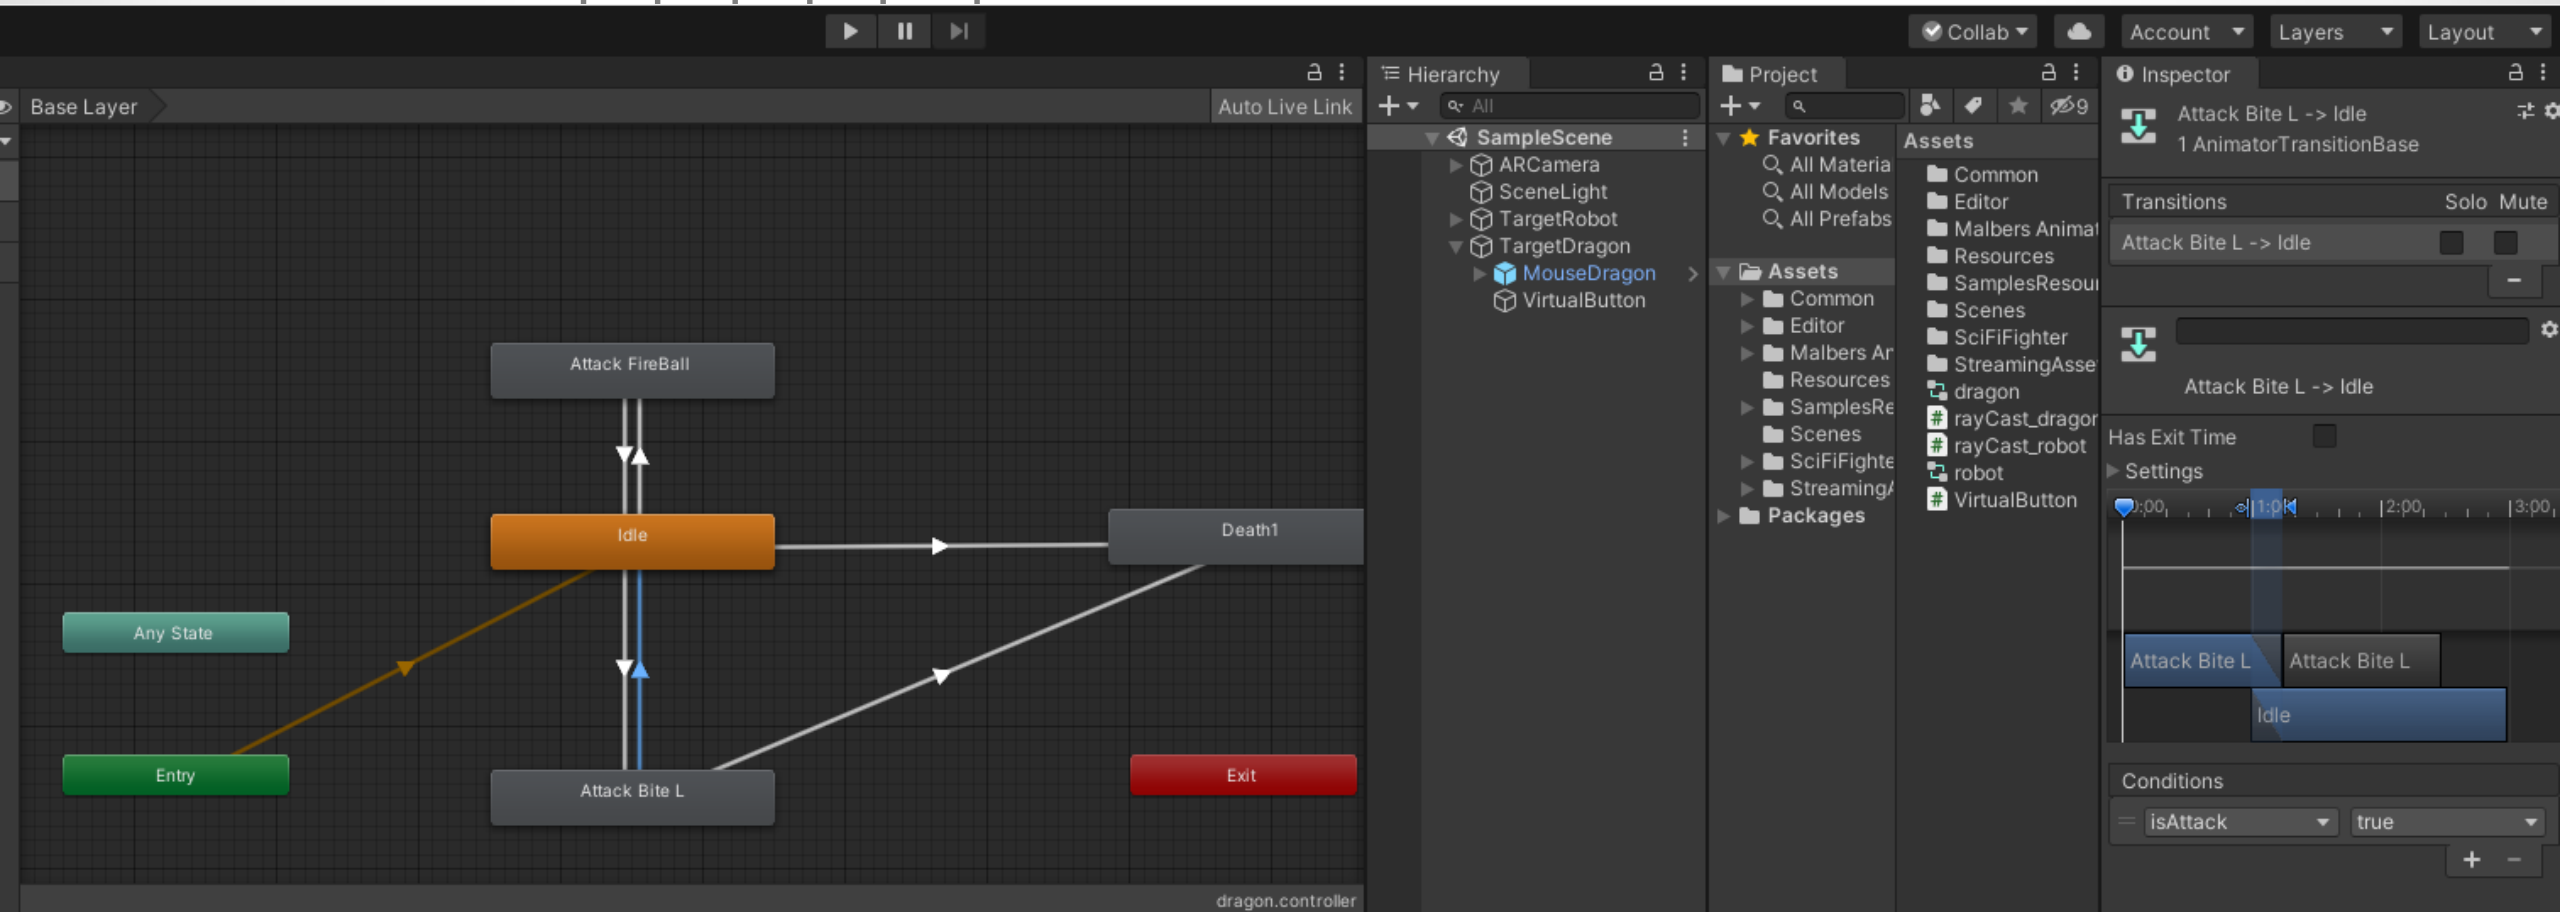 Collab
Account
Layers
Layout
Base Layer
Auto Live Link
Attack FireBall
Idle
Death1
Any State
Entry
Attack Bite L
Exit
dragon.controller
Hierarchy
All
SampleScene
ARCamera
SceneLight
TargetRobot
TargetDragon
MouseDragon
VirtualButton
Project
9
Favorites
All Materia
All Models
All Prefabs
Assets
Common
Editor
Malbers Ar
Resources
SamplesRe
Scenes
SciFiFighte
StreamingA
Packages
Assets
Common
Editor
Malbers Animat
Resources
SamplesResour
Scenes
SciFiFighter
StreamingAsse
dragon
rayCast_dragon
rayCast_robot
robot
VirtualButton
Inspector
Attack Bite L -> Idle
1 AnimatorTransitionBase
Transitions Solo Mute
Attack Bite L -> Idle
Attack Bite L -> Idle
Has Exit Time
Settings
:00 1:0 2:00 3:00
Attack Bite L Attack Bite L
Idle
Conditions
isAttack true